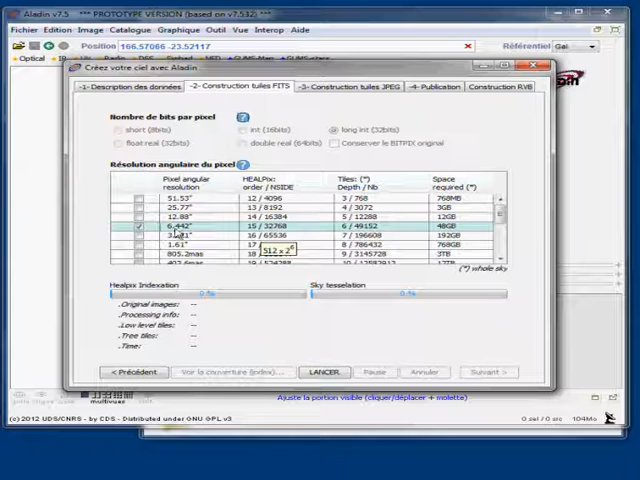 Aladin v7.5 *** PROTOTYPE VERSION (based on v7.532) ***
Fichier Edition Image Catalogue Graphique Outil Vue Interop Aide
Position 166.57066 -23.52117 Référentiel Gal
Optical
Créez votre ciel avec Aladin
-1- Description des données -2- Construction tuiles FITS -3- Construction tuiles JPEG -4- Publication Construction RVB
Nombre de bits par pixel
short (8bits) int (16bits) long int (32bits)
float real (32bits) double real (64bits) Conserver le BITPIX original
Résolution angulaire du pixel
Pixel angular resolution HEALPix: order / NSIDE Tiles: (*) Depth / Nb Space required (*)
51.53" 12 / 4096 3 / 768 768MB
25.77" 13 / 8192 4 / 3072 3GB
12.88" 14 / 16384 5 / 12288 12GB
6.442" 15 / 32768 6 / 49152 48GB
16 / 65536 7 / 196608 192GB
1.61" 8 / 786432 768GB
805.2mas 9 / 3145728 3TB
512 x 2⁶
(*) whole sky
Healpix Indexation Sky tesselation
0 % 0 %
.Original images: --
.Processing info: --
.Low level tiles: --
.Tree tiles: --
.Time: --
< Précédent Voir la couverture (index)... LANCER Pause Annuler Suivant >
multivues Ajuste la portion visible (cliquer/déplacer + molette)
(c) 2012 UDS/CNRS - by CDS - Distributed under GNU GPL v3 0 sel / 0 src 104Mo